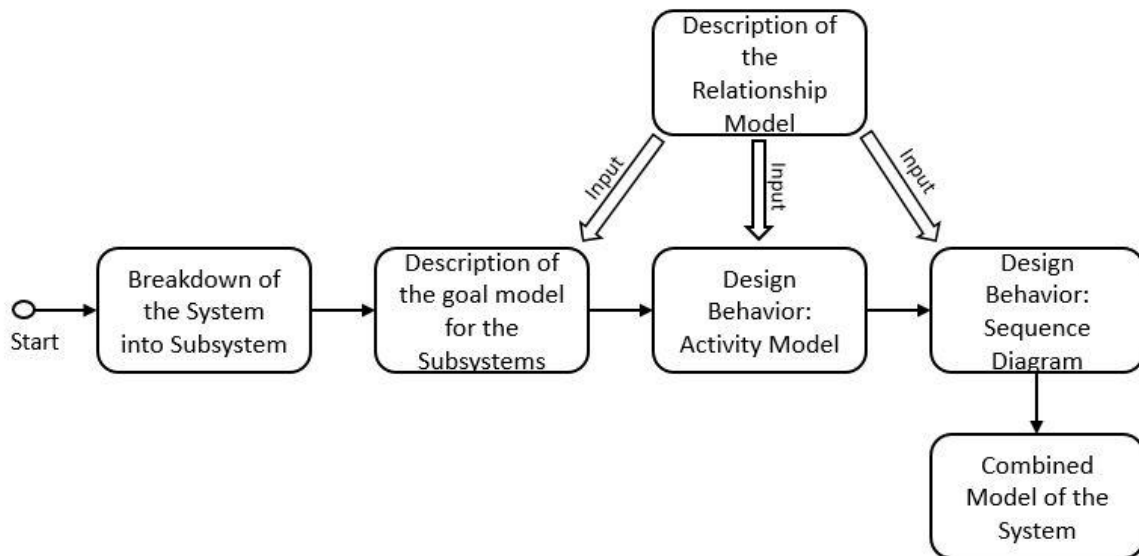 Description of
the
Relationship
Model
Input
Input
Input
Start
Breakdown of
the System
into Subsystem
Description of
the goal model
for the
Subsystems
Design
Behavior:
Activity Model
Design
Behavior:
Sequence
Diagram
Combined
Model of the
System